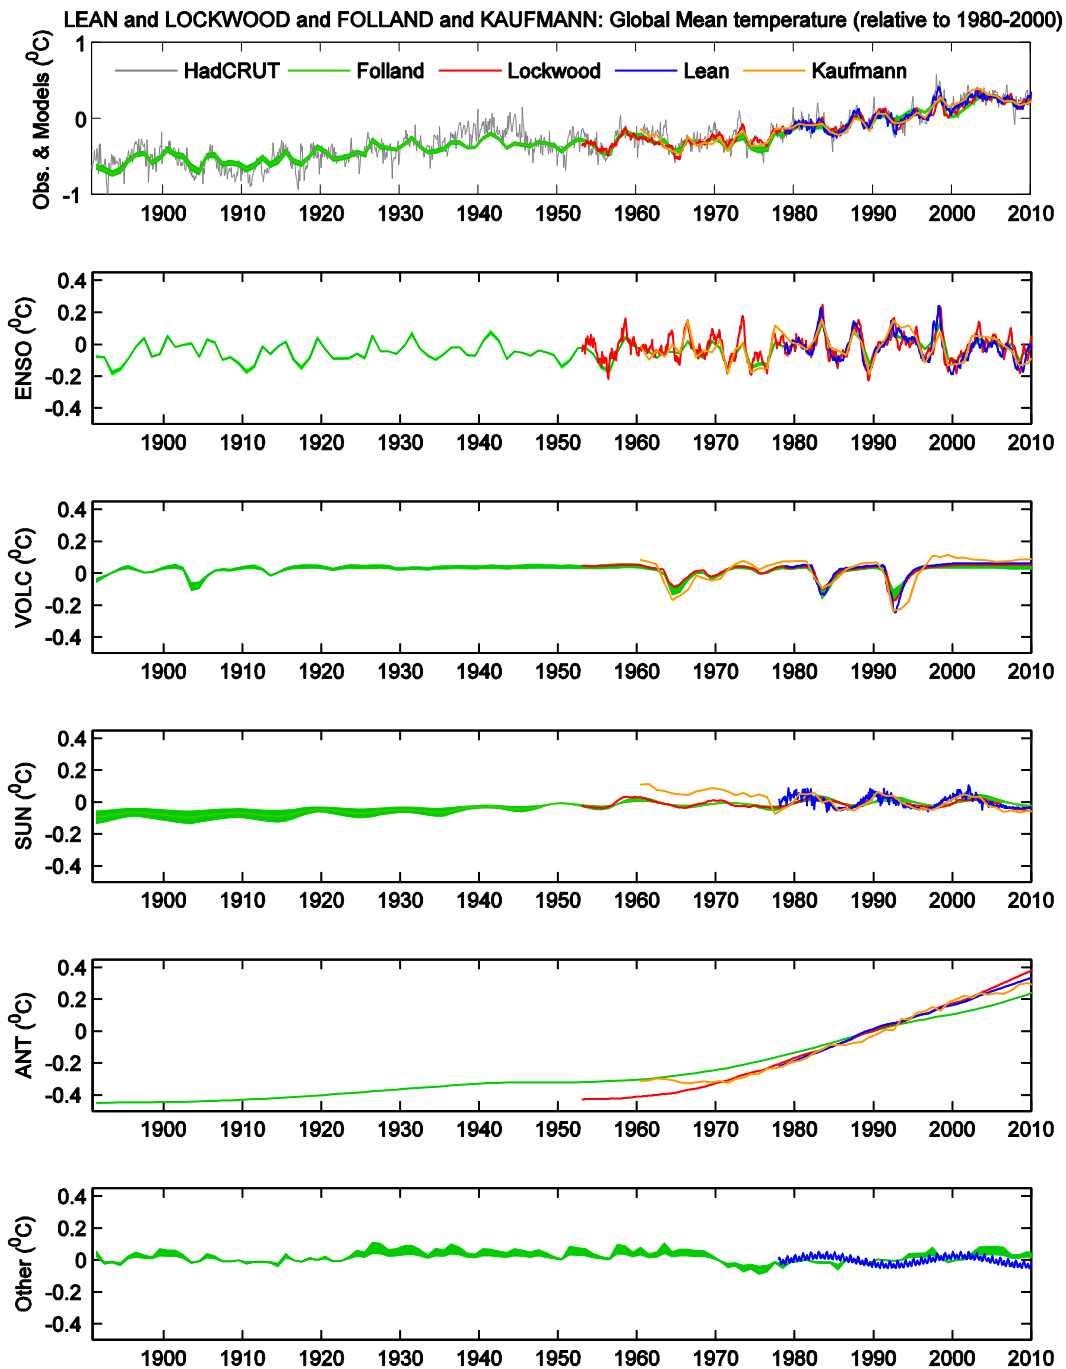 LEAN and LOCKWOOD and FOLLAND and KAUFMANN: Global Mean temperature (relative to 1980-2000)
Obs. & Models (⁰C)
1
0
-1
HadCRUT Folland Lockwood Lean Kaufmann
1900 1910 1920 1930 1940 1950 1960 1970 1980 1990 2000 2010
ENSO (⁰C)
0.4
0.2
0
-0.2
-0.4
1900 1910 1920 1930 1940 1950 1960 1970 1980 1990 2000 2010
VOLC (⁰C)
0.4
0.2
0
-0.2
-0.4
1900 1910 1920 1930 1940 1950 1960 1970 1980 1990 2000 2010
SUN (⁰C)
0.4
0.2
0
-0.2
-0.4
1900 1910 1920 1930 1940 1950 1960 1970 1980 1990 2000 2010
ANT (⁰C)
0.4
0.2
0
-0.2
-0.4
1900 1910 1920 1930 1940 1950 1960 1970 1980 1990 2000 2010
Other (⁰C)
0.4
0.2
0
-0.2
-0.4
1900 1910 1920 1930 1940 1950 1960 1970 1980 1990 2000 2010